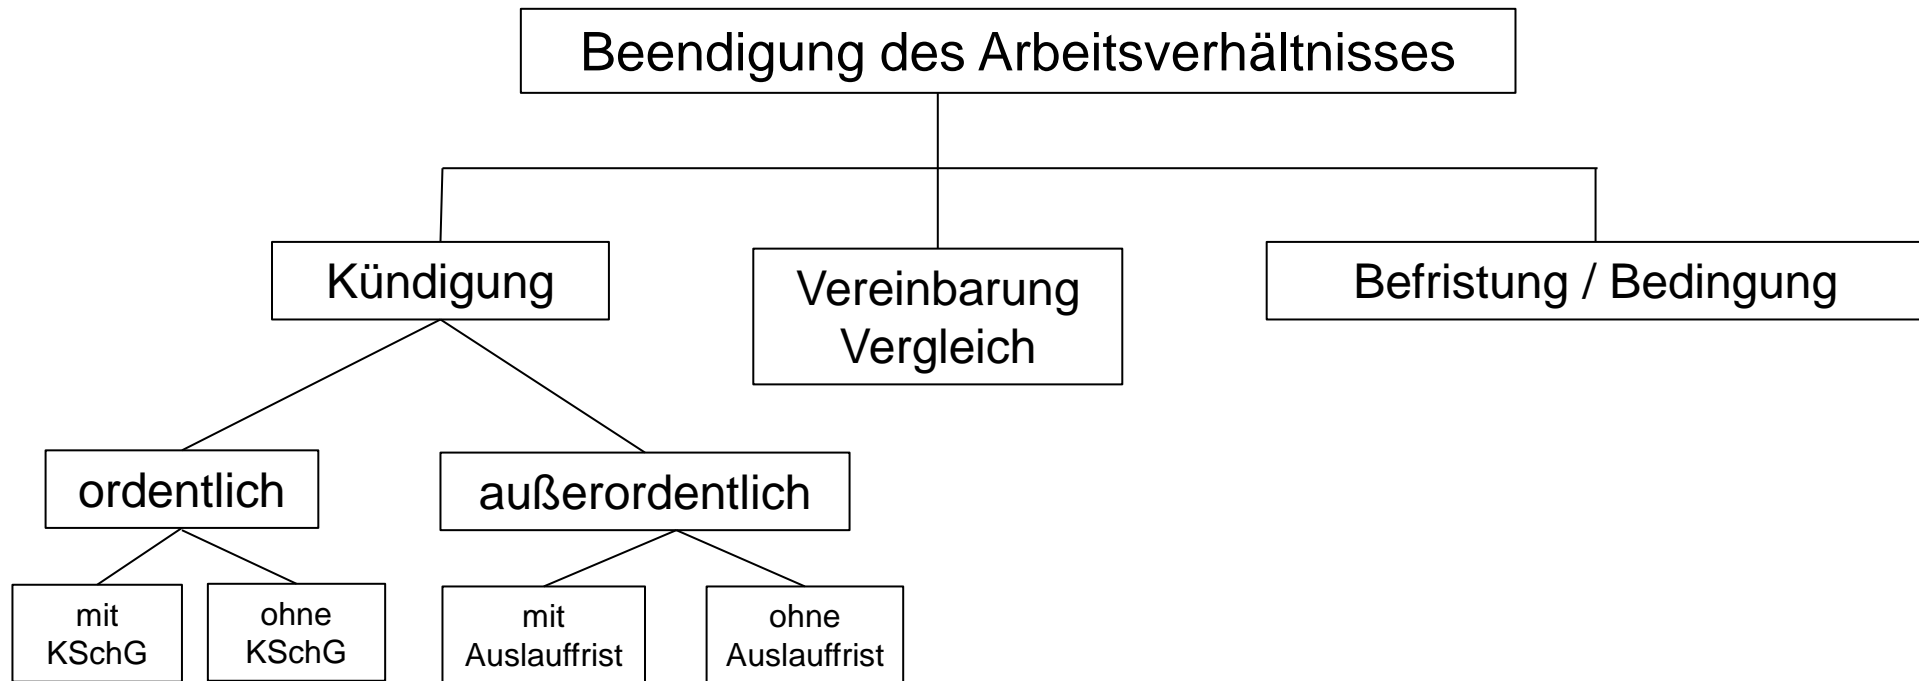 Beendigung des Arbeitsverhältnisses
Kündigung
Vereinbarung
Vergleich
Befristung / Bedingung
ordentlich
außerordentlich
mit
KSchG
ohne
KSchG
mit
Auslauffrist
ohne
Auslauffrist